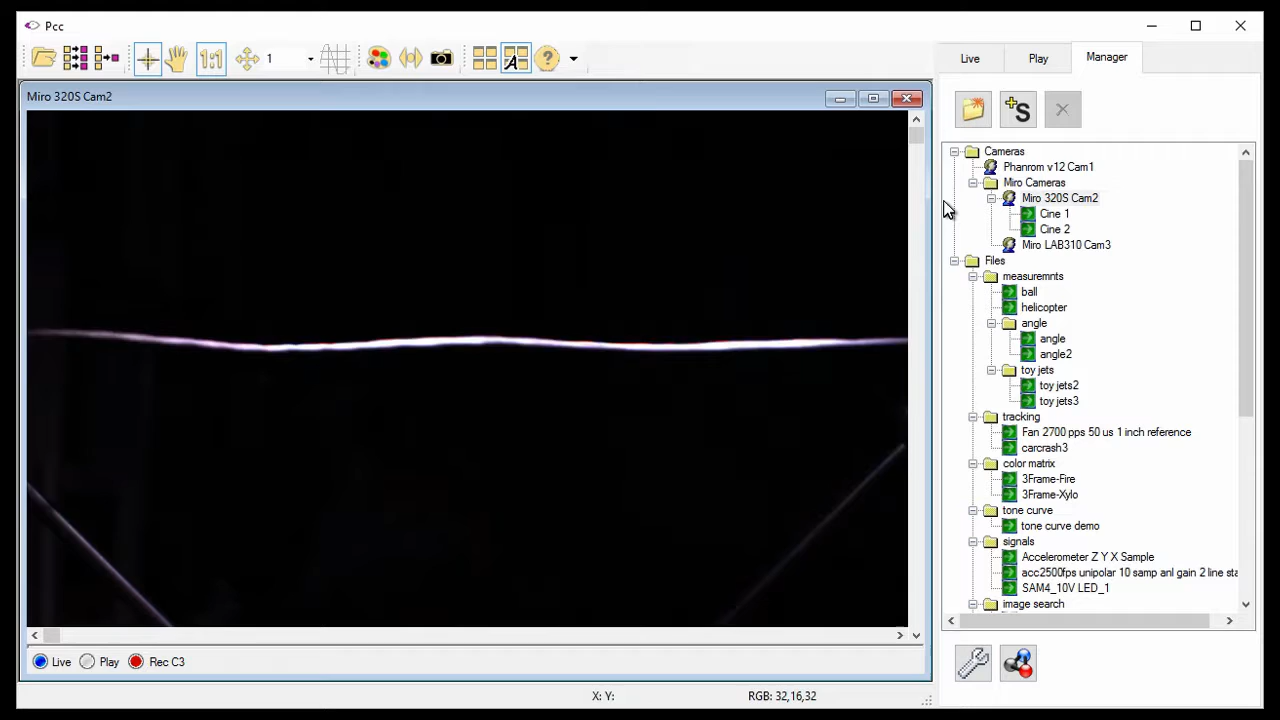 Pcc
1:1
1
A
?
Live
Play
Manager
Miro 320S Cam2
S
Cameras
Phanrom v12 Cam1
Miro Cameras
Miro 320S Cam2
Cine 1
Cine 2
Miro LAB310 Cam3
Files
measuremnts
ball
helicopter
angle
angle
angle2
toy jets
toy jets2
toy jets3
tracking
Fan 2700 pps 50 us 1 inch reference
carcrash3
color matrix
3Frame-Fire
3Frame-Xylo
tone curve
tone curve demo
signals
Accelerometer Z Y X Sample
acc2500fps unipolar 10 samp anl gain 2 line sta
SAM4_10V LED_1
image search
Live
Play
Rec C3
X: Y:
RGB: 32,16,32